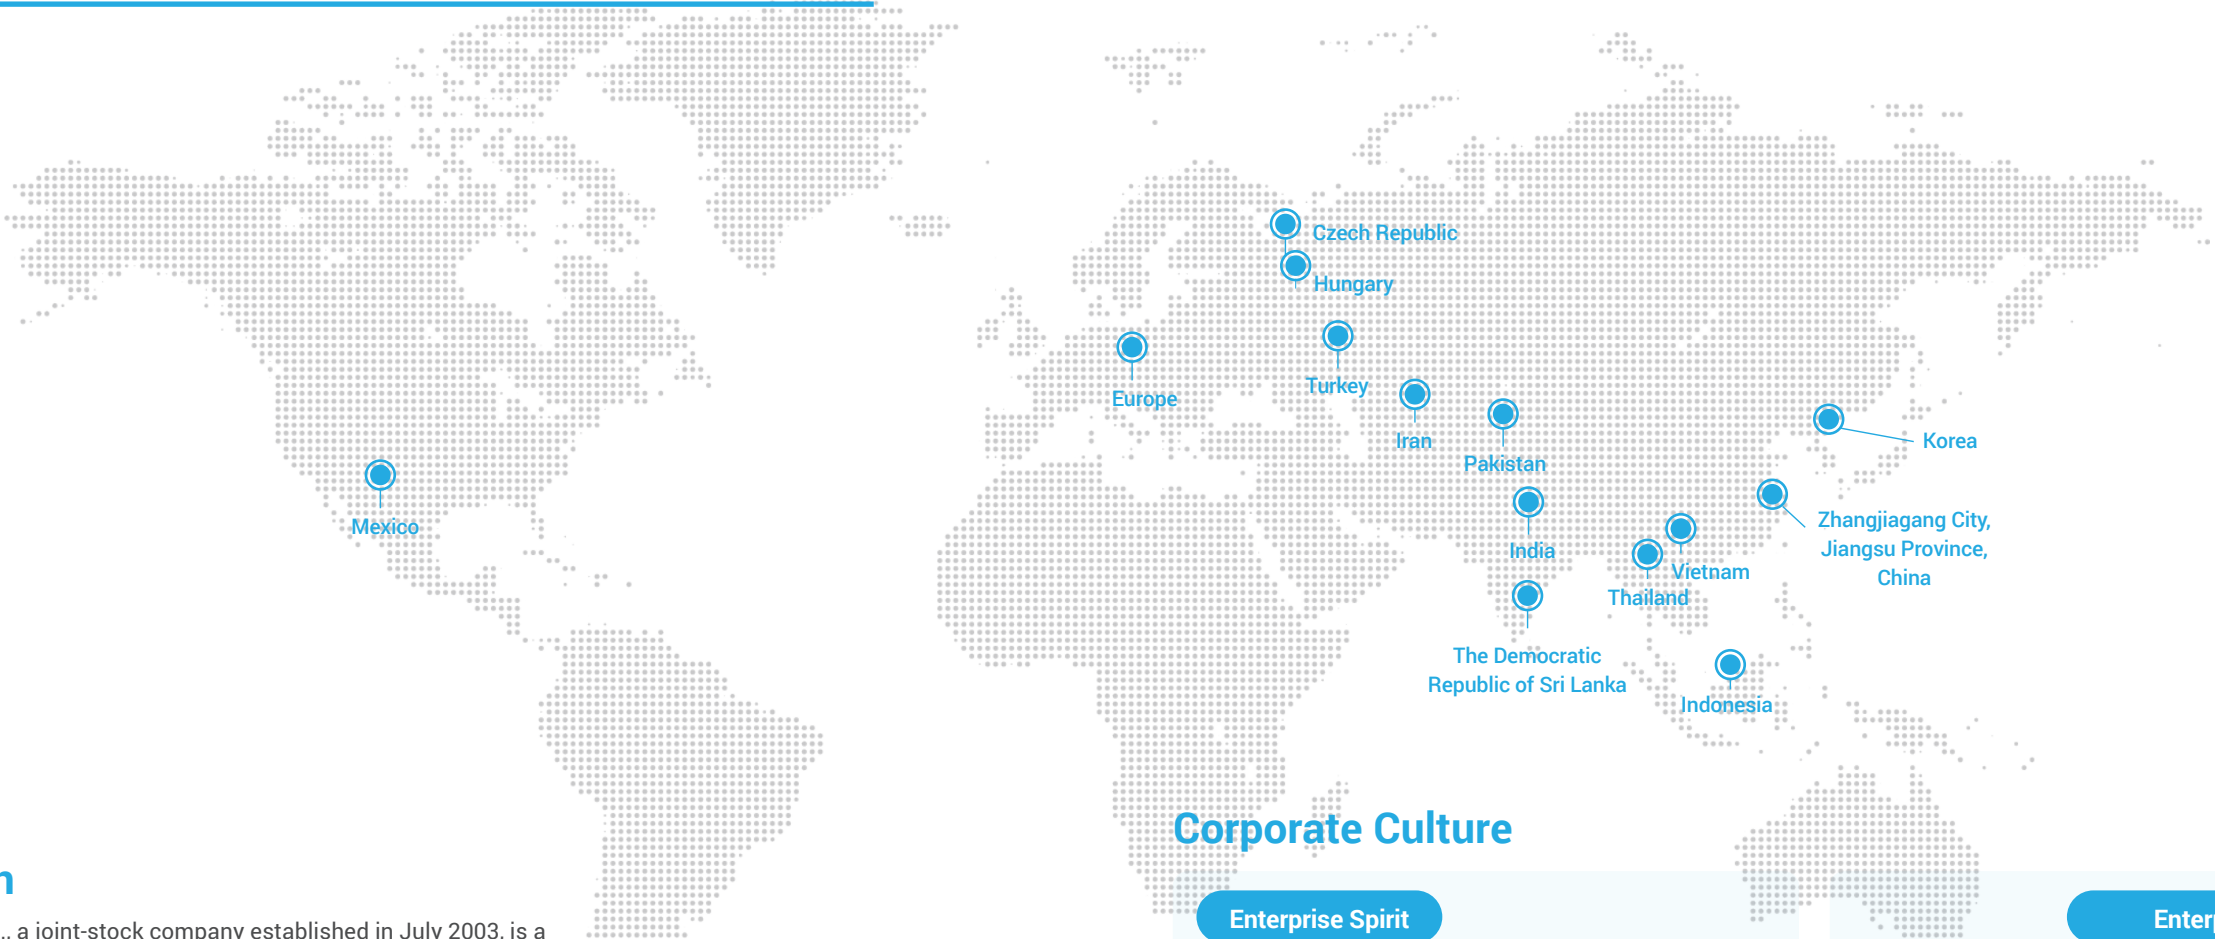 Czech Republic
Hungary
Europe
Turkey
Iran
Pakistan
Korea
Mexico
India
Vietnam
Thailand
Zhangjiagang City,
Jiangsu Province,
China
The Democratic
Republic of Sri Lanka
Indonesia
Corporate Culture
Enterprise Spirit
., a joint-stock company established in July 2003, is a